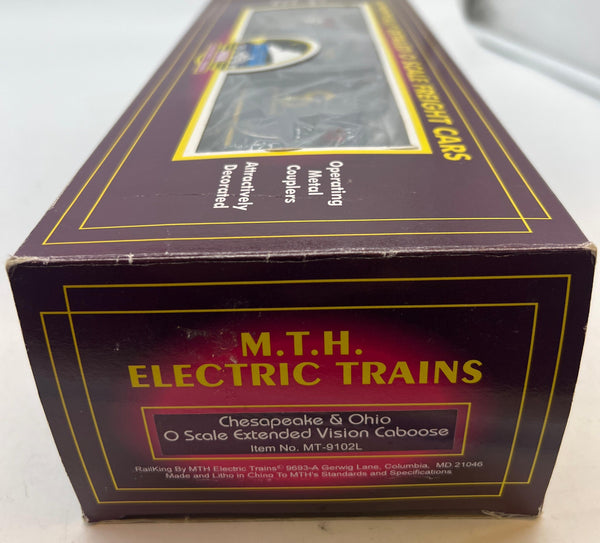 O SCALE FREIGHT CARS
Operating
Metal
Couplers
Attractively
Decorated
M.T.H.
ELECTRIC TRAINS
Chesapeake & Ohio
O Scale Extended Vision Caboose
Item No. MT-9102L
RailKing By MTH Electric Trains© 9693-A Gerwig Lane, Columbia, MD 21046
Made and Litho in China To MTH's Standards and Specifications